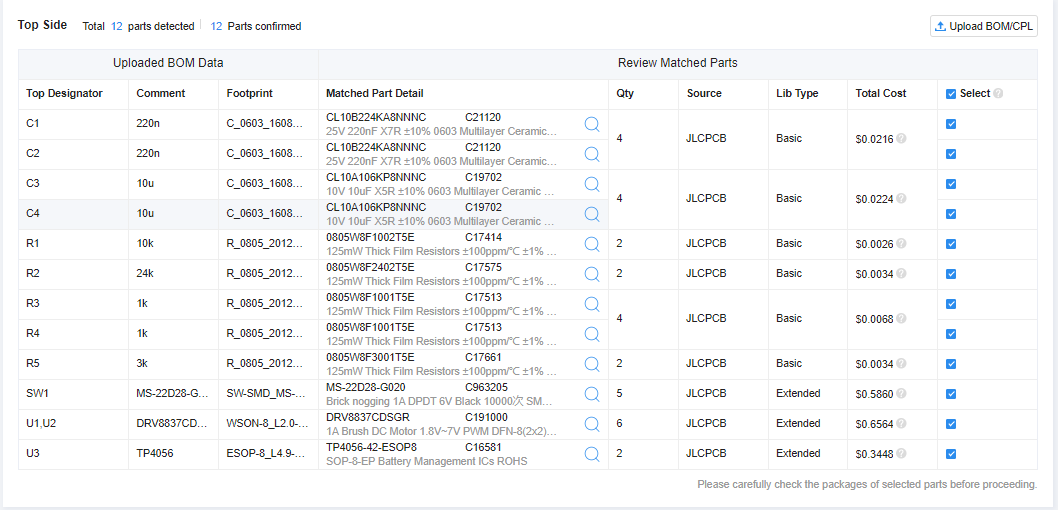 Top Side Total 12 parts detected 12 Parts confirmed Upload BOM/CPL
Uploaded BOM Data Review Matched Parts
Top Designator Comment Footprint Matched Part Detail Qty Source Lib Type Total Cost Select
C1 220n C_0603_1608... CL10B224KA8NNNC C21120
25V 220nF X7R ±10% 0603 Multilayer Ceramic...
4 JLCPCB Basic $0.0216
C2 220n C_0603_1608... CL10B224KA8NNNC C21120
25V 220nF X7R ±10% 0603 Multilayer Ceramic...
C3 10u C_0603_1608... CL10A106KP8NNNC C19702
10V 10uF X5R ±10% 0603 Multilayer Ceramic ...
4 JLCPCB Basic $0.0224
C4 10u C_0603_1608... CL10A106KP8NNNC C19702
10V 10uF X5R ±10% 0603 Multilayer Ceramic ...
R1 10k R_0805_2012... 0805W8F1002T5E C17414 2 JLCPCB Basic $0.0026
125mW Thick Film Resistors ±100ppm/℃ ±1% ...
R2 24k R_0805_2012... 0805W8F2402T5E C17575 2 JLCPCB Basic $0.0034
125mW Thick Film Resistors ±100ppm/℃ ±1% ...
R3 1k R_0805_2012... 0805W8F1001T5E C17513
125mW Thick Film Resistors ±100ppm/℃ ±1% ...
4 JLCPCB Basic $0.0068
R4 1k R_0805_2012... 0805W8F1001T5E C17513
125mW Thick Film Resistors ±100ppm/℃ ±1% ...
R5 3k R_0805_2012... 0805W8F3001T5E C17661 2 JLCPCB Basic $0.0034
125mW Thick Film Resistors ±100ppm/℃ ±1% ...
SW1 MS-22D28-G... SW-SMD_MS-... MS-22D28-G020 C963205 5 JLCPCB Extended $0.5860
Brick nogging 1A DPDT 6V Black 10000次 SM...
U1,U2 DRV8837CD... WSON-8_L2.0-... DRV8837CDSGR C191000 6 JLCPCB Extended $0.6564
1A Brush DC Motor 1.8V~7V PWM DFN-8(2x2)...
U3 TP4056 ESOP-8_L4.9-... TP4056-42-ESOP8 C16581 2 JLCPCB Extended $0.3448
SOP-8-EP Battery Management ICs ROHS
Please carefully check the packages of selected parts before proceeding.